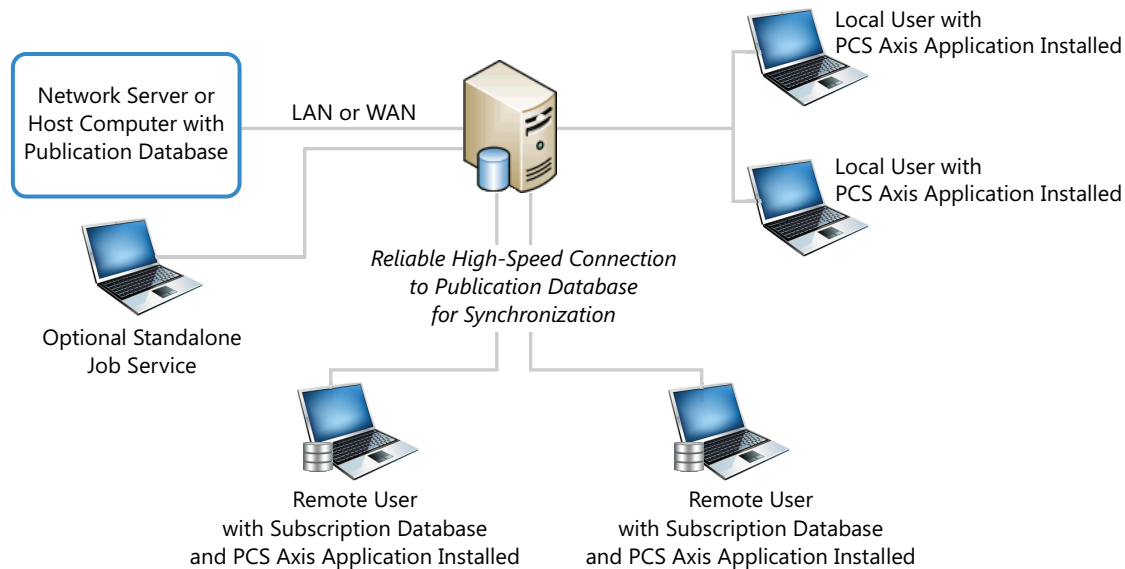 Network Server or
Host Computer with
Publication Database
LAN or WAN
Local User with
PCS Axis Application Installed
Local User with
PCS Axis Application Installed
Optional Standalone
Job Service
Reliable High-Speed Connection
to Publication Database
for Synchronization
Remote User
with Subscription Database
and PCS Axis Application Installed
Remote User
with Subscription Database
and PCS Axis Application Installed